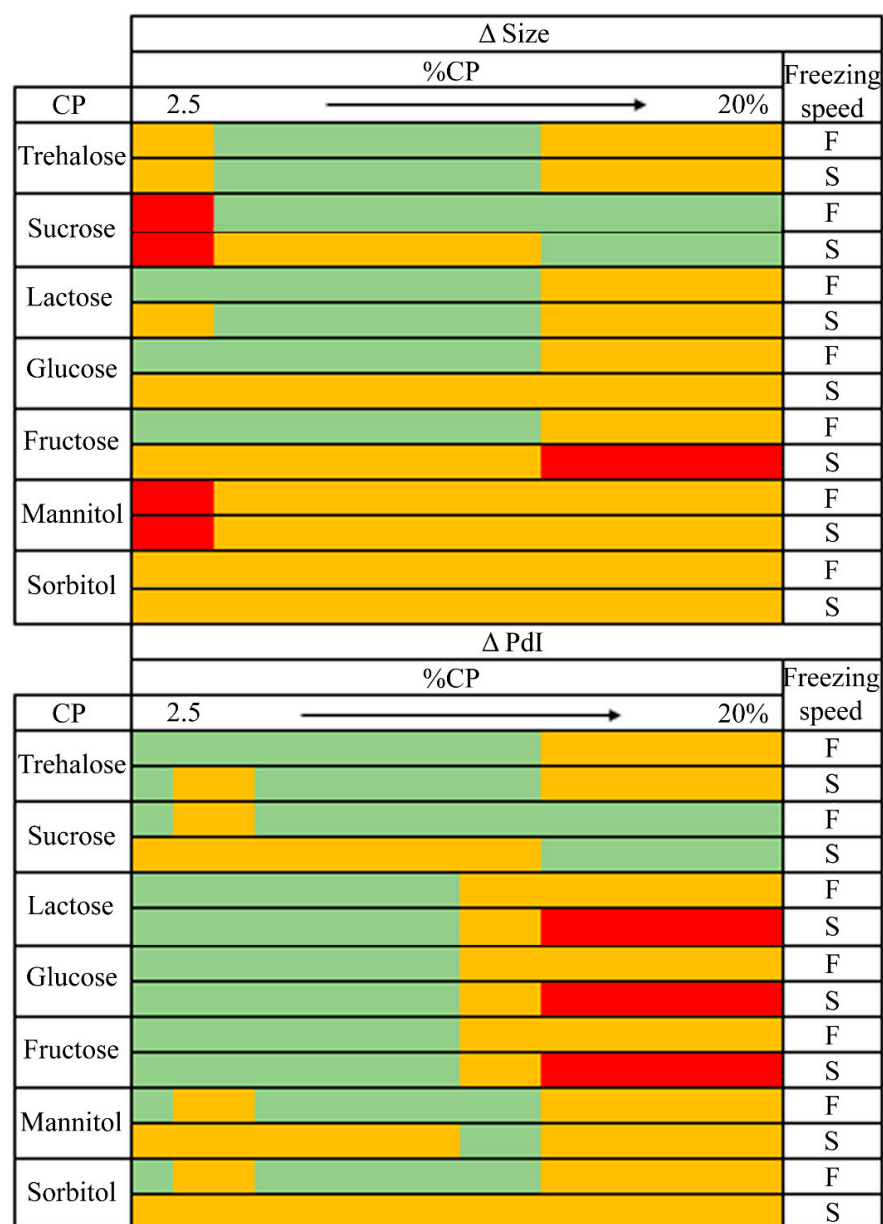 Δ Size
%CP
Freezing speed
CP 2.5 20%
Trehalose F
S
Sucrose F
S
Lactose F
S
Glucose F
S
Fructose F
S
Mannitol F
S
Sorbitol F
S
Δ PdI
%CP
Freezing speed
CP 2.5 20%
Trehalose F
S
Sucrose F
S
Lactose F
S
Glucose F
S
Fructose F
S
Mannitol F
S
Sorbitol F
S